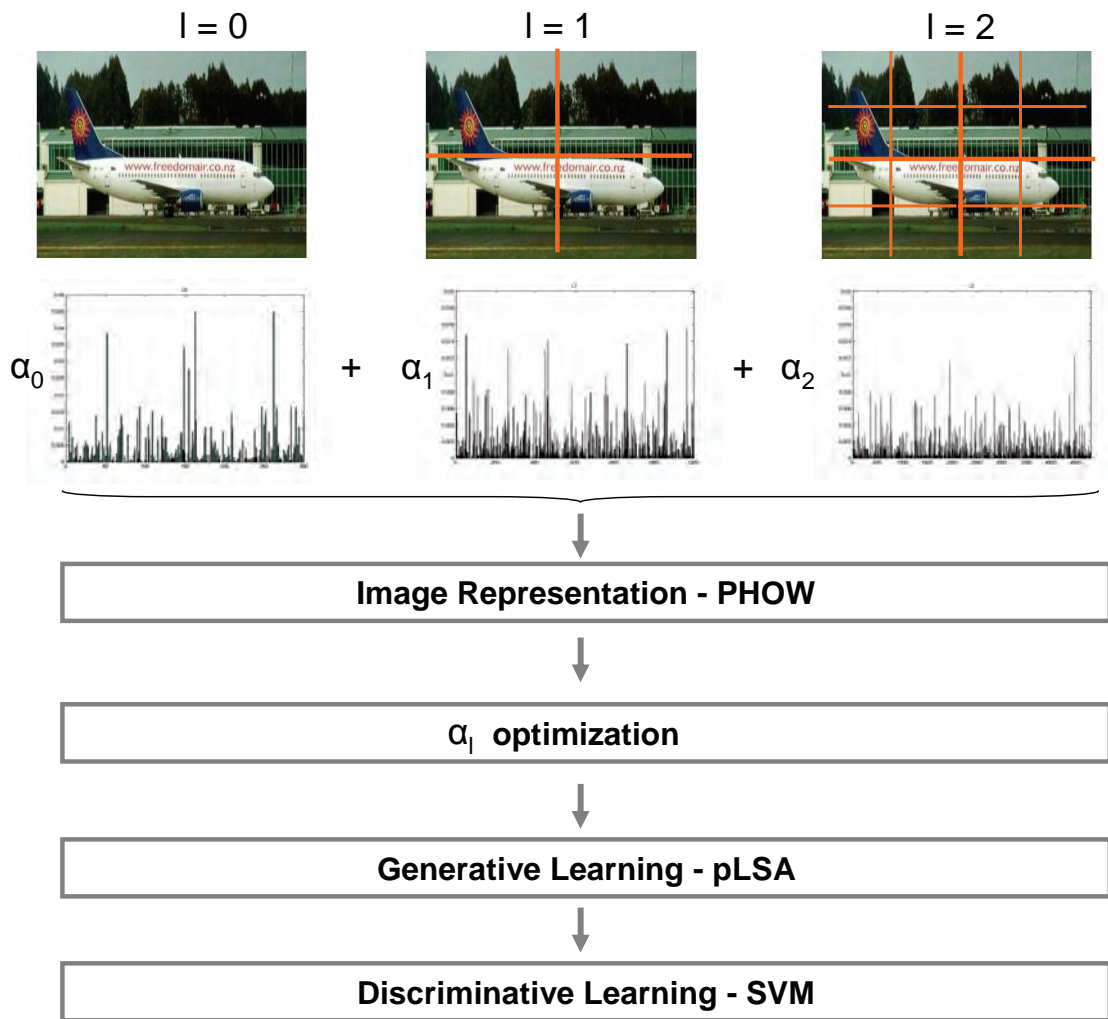 l = 0
l = 1
l = 2
www.freedomair.co.nz
www.freedomair.co.nz
www.freedomair.co.nz
α0 + α1 + α2
Image Representation - PHOW
αl optimization
Generative Learning - pLSA
Discriminative Learning - SVM